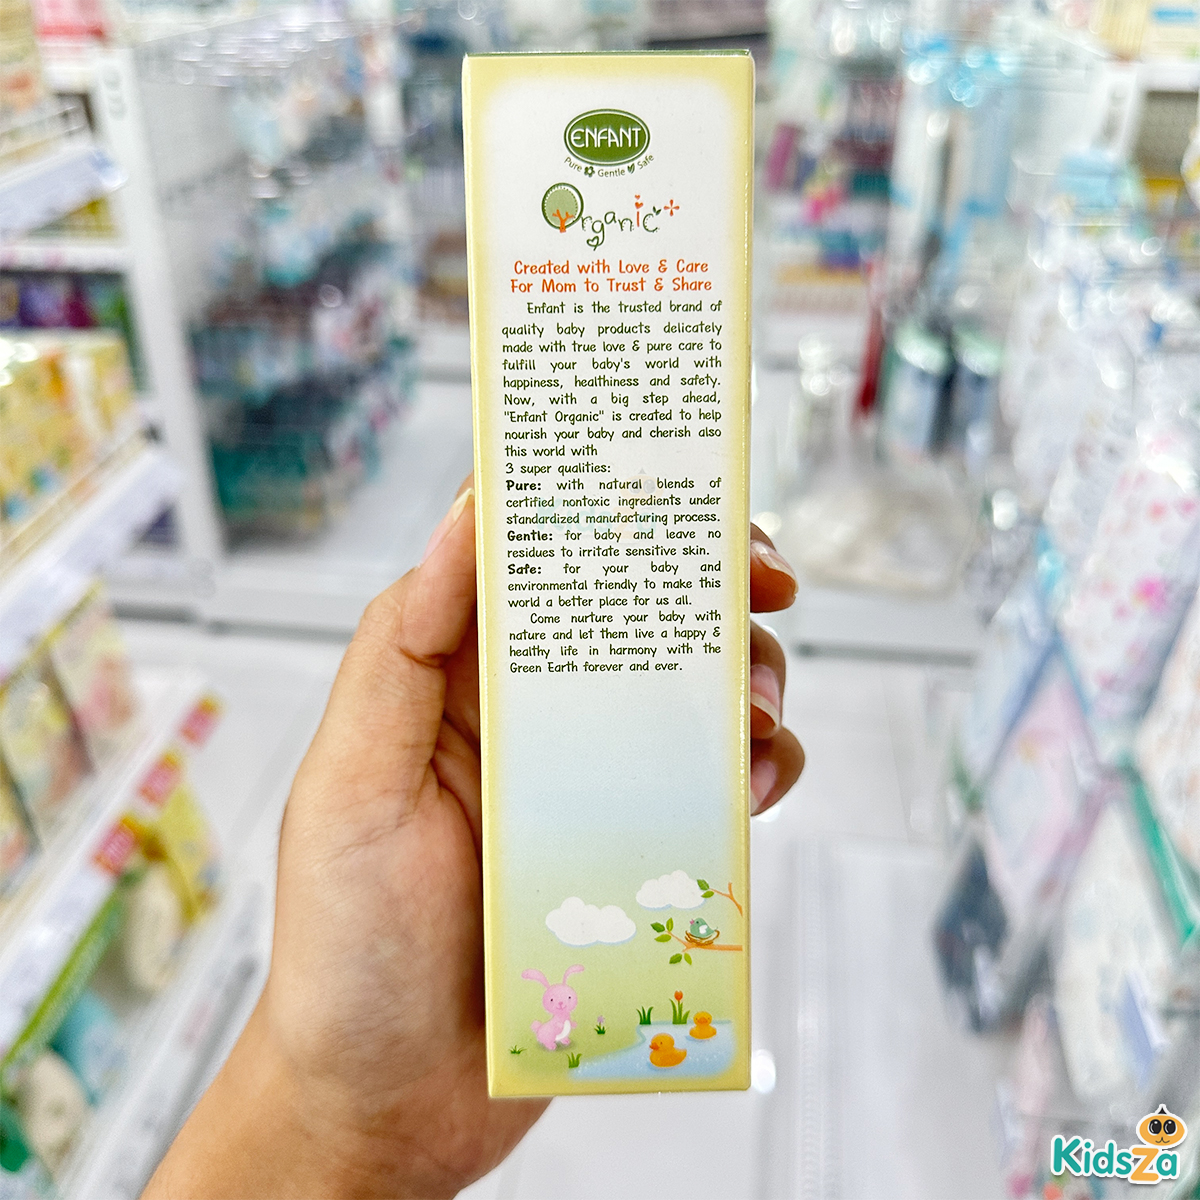 ENFANT
Pure Gentle Safe
Organic+
Created with Love & Care
For Mom to Trust & Share
Enfant is the trusted brand of
quality baby products delicately
made with true love & pure care to
fulfill your baby's world with
happiness, healthiness and safety.
Now, with a big step ahead,
"Enfant Organic" is created to help
nourish your baby and cherish also
this world with
3 super qualities:
Pure: with natural blends of
certified nontoxic ingredients under
standardized manufacturing process.
Gentle: for baby and leave no
residues to irritate sensitive skin.
Safe: for your baby and
environmental friendly to make this
world a better place for us all.
Come nurture your baby with
nature and let them live a happy &
healthy life in harmony with the
Green Earth forever and ever.
KidsZa